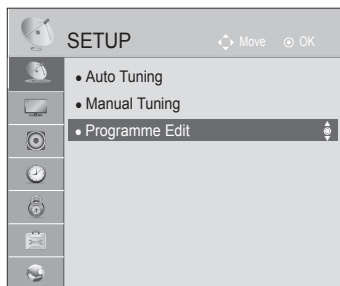 SETUP
Move OK
• Auto Tuning
• Manual Tuning
• Programme Edit